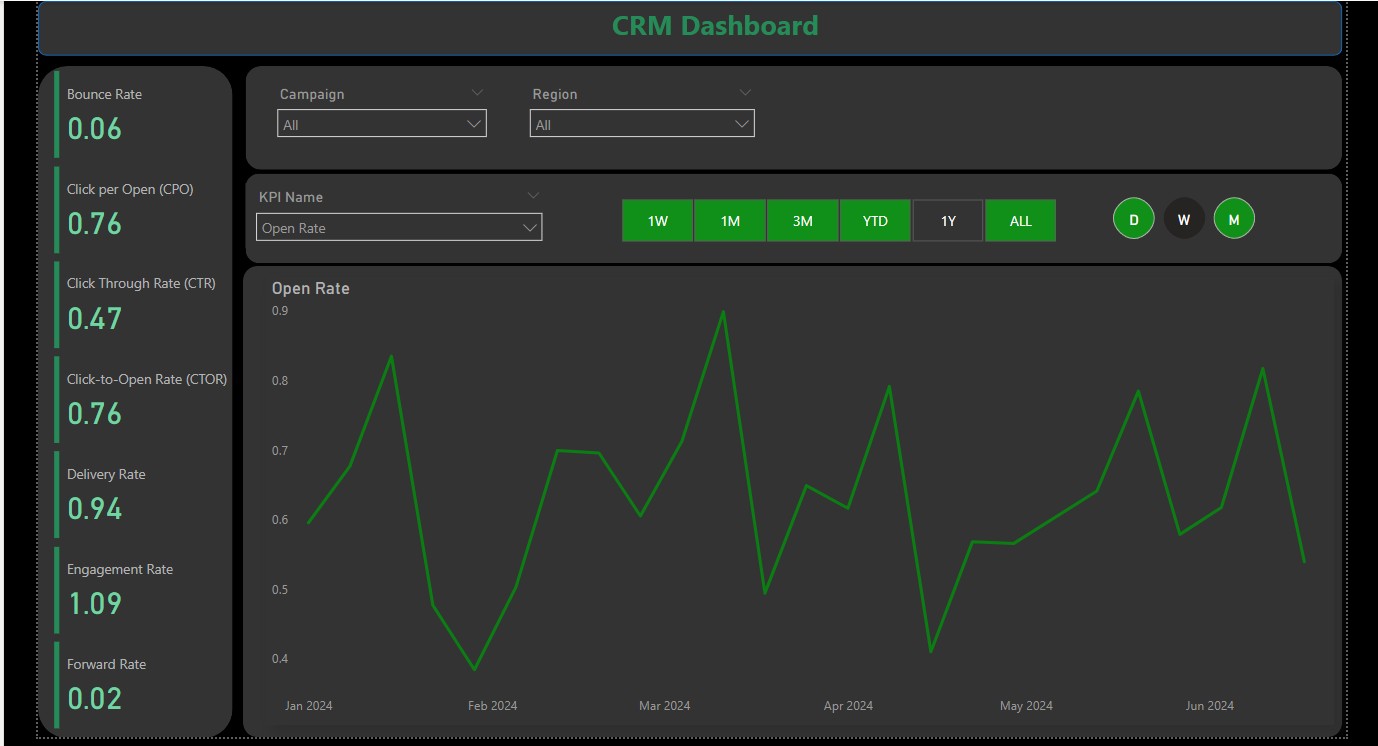 CRM Dashboard
Bounce Rate
0.06
Click per Open (CPO)
0.76
Click Through Rate (CTR)
0.47
Click-to-Open Rate (CTOR)
0.76
Delivery Rate
0.94
Engagement Rate
1.09
Forward Rate
0.02
Campaign
All
Region
All
KPI Name
Open Rate
1W 1M 3M YTD 1Y ALL
D W M
Open Rate
0.9
0.8
0.7
0.6
0.5
0.4
Jan 2024 Feb 2024 Mar 2024 Apr 2024 May 2024 Jun 2024